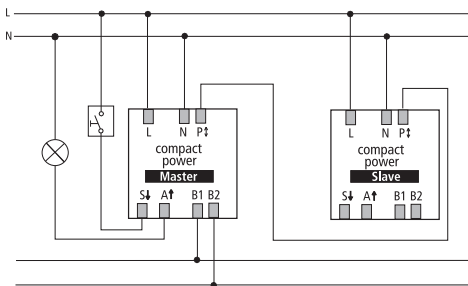 L
N
L N P↕ L N P↕
compact compact
power power
Master Slave
S↓ A↑ B1 B2 S↓ A↑ B1 B2